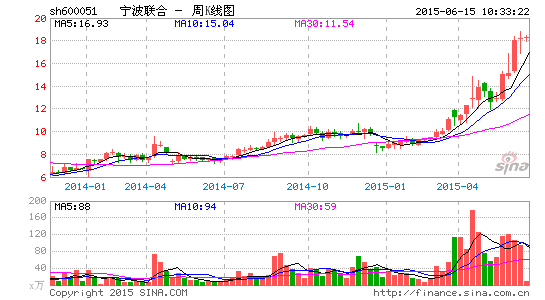 sh600051 宁波联合 － 周K线图 2015-06-15 10:33:22
MA5:16.93 MA10:15.04 MA30:11.54
20
18
16
14
12
10
8
6
2014-01 2014-04 2014-07 2014-10 2015-01 2015-04
sina
MA5:88 MA10:94 MA30:59
200
160
120
80
40
x万
Copyright 2015 SINA.COM http://finance.sina.com.cn